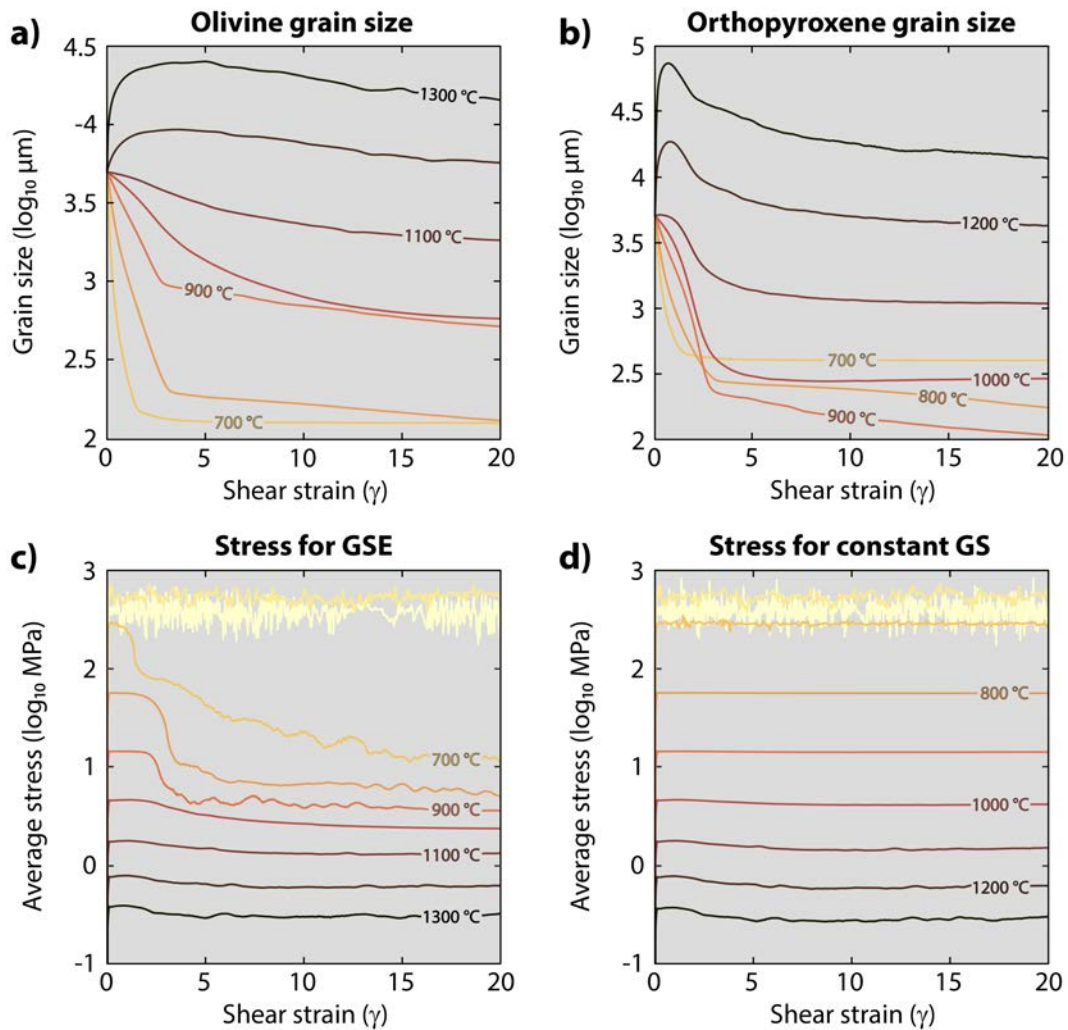 a) Olivine grain size
b) Orthopyroxene grain size
Grain size (log10 μm)
4.5
-4
3.5
3
2.5
2
0 5 10 15 20
Shear strain (γ)
1300 °C
1100 °C
900 °C
700 °C
Grain size (log10 μm)
5
4.5
4
3.5
3
2.5
2
0 5 10 15 20
Shear strain (γ)
1200 °C
700 °C
1000 °C
800 °C
900 °C
c) Stress for GSE
d) Stress for constant GS
Average stress (log10 MPa)
3
2
1
0
-1
0 5 10 15 20
Shear strain (γ)
700 °C
900 °C
1100 °C
1300 °C
Average stress (log10 MPa)
3
2
1
0
-1
0 5 10 15 20
Shear strain (γ)
800 °C
1000 °C
1200 °C